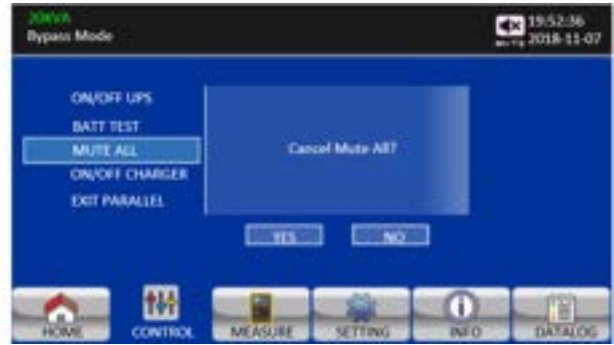 20KVA
Bypass Mode
19:52:36
2018-11-07
MUTE
ON/OFF UPS
BATT TEST
MUTE ALL
ON/OFF CHARGER
EXIT PARALLEL
Cancel Mute All?
YES
NO
HOME
CONTROL
MEASURE
SETTING
INFO
DATALOG